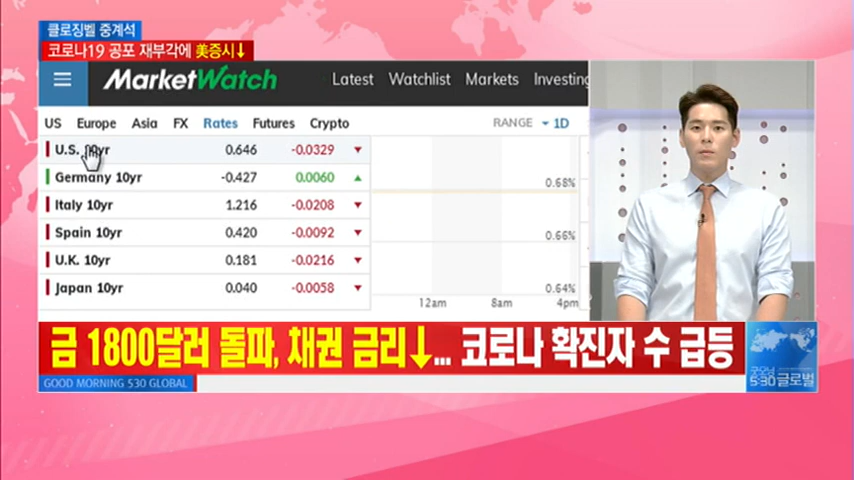 클로징벨 중계석
코로나19 공포 재부각에 美증시↓
MarketWatch Latest Watchlist Markets Investing
US Europe Asia FX Rates Futures Crypto RANGE 1D
U.S. 10yr 0.646 -0.0329
Germany 10yr -0.427 0.0060
Italy 10yr 1.216 -0.0208
Spain 10yr 0.420 -0.0092
U.K. 10yr 0.181 -0.0216
Japan 10yr 0.040 -0.0058
0.68%
0.66%
0.64%
12am 8am 4pm
금 1800달러 돌파, 채권 금리↓... 코로나 확진자 수 급등
GOOD MORNING 530 GLOBAL
굿모닝
5:30 글로벌